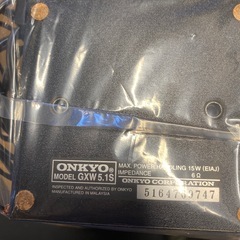 ONKYO®
MODEL GXW 5.1S
INSPECTED AND AUTHORIZED BY ONKYO
MANUFACTURED IN MALAYSIA
MAX. POWER HANDLING 15W (EIAJ)
IMPEDANCE 6 Ω
ONKYO CORPORATION